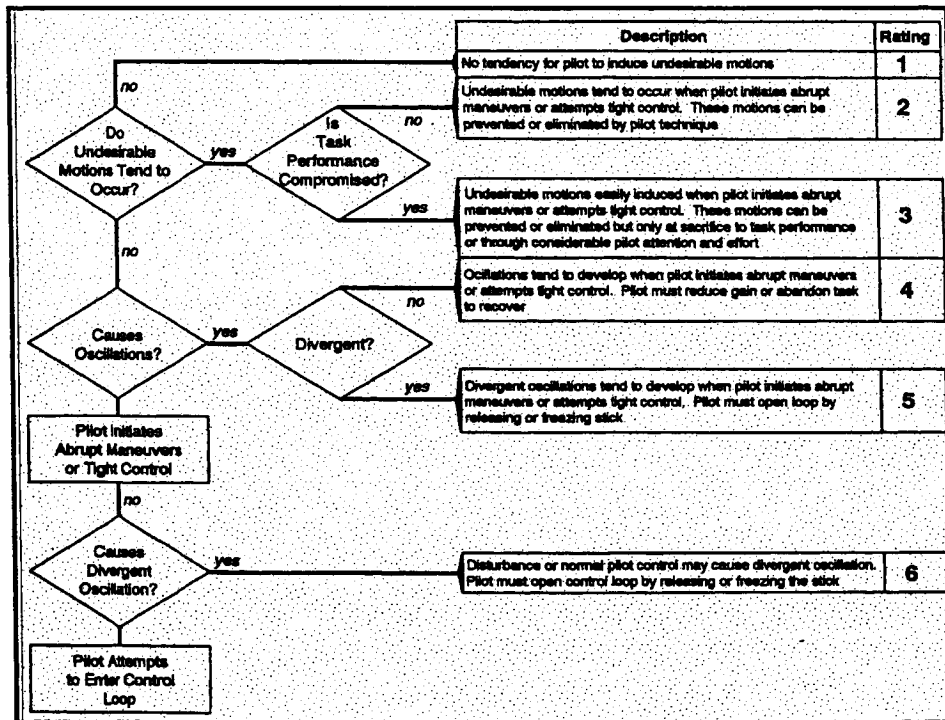 Description
Rating
No tendency for pilot to induce undesirable motions
1
no
Undesirable motions tend to occur when pilot initiates abrupt
maneuvers or attempts tight control. These motions can be
prevented or eliminated by pilot technique
2
Do
Undesirable
Motions Tend to
Occur?
yes
Is
Task
Performance
Compromised?
no
yes
Undesirable motions easily induced when pilot initiates abrupt
maneuvers or attempts tight control. These motions can be
prevented or eliminated but only at sacrifice to task performance
or through considerable pilot attention and effort
3
no
Ocillations tend to develop when pilot initiates abrupt maneuvers
or attempts tight control. Pilot must reduce gain or abandon task
to recover
4
Causes
Oscillations?
yes
Divergent?
no
yes
Divergent oscillations tend to develop when pilot initiates abrupt
maneuvers or attempts tight control, Pilot must open loop by
releasing or freezing stick
5
Pilot Initiates
Abrupt Maneuvers
or Tight Control
no
Causes
Divergent
Oscillation?
yes
Disturbance or normal pilot control may cause divergent oscillation.
Pilot must open control loop by releasing or freezing the stick
6
Pilot Attempts
to Enter Control
Loop